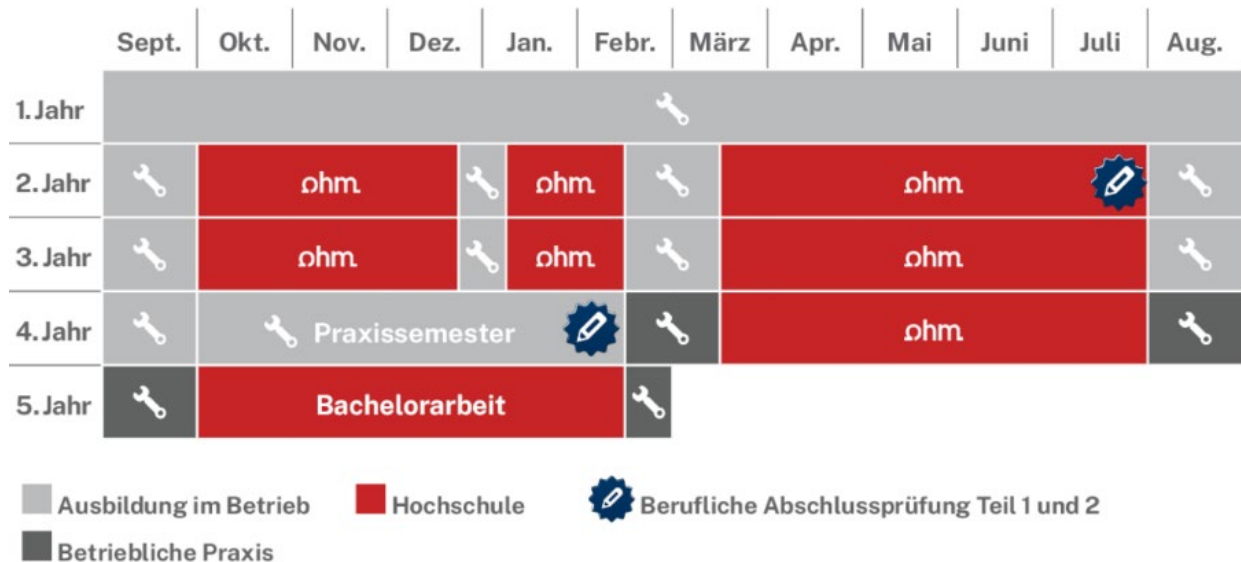 Sept. Okt. Nov. Dez. Jan. Febr. März Apr. Mai Juni Juli Aug.
1. Jahr
2. Jahr ohm ohm ohm
3. Jahr ohm ohm ohm
4. Jahr Praxissemester ohm
5. Jahr Bachelorarbeit
Ausbildung im Betrieb Hochschule Berufliche Abschlussprüfung Teil 1 und 2
Betriebliche Praxis